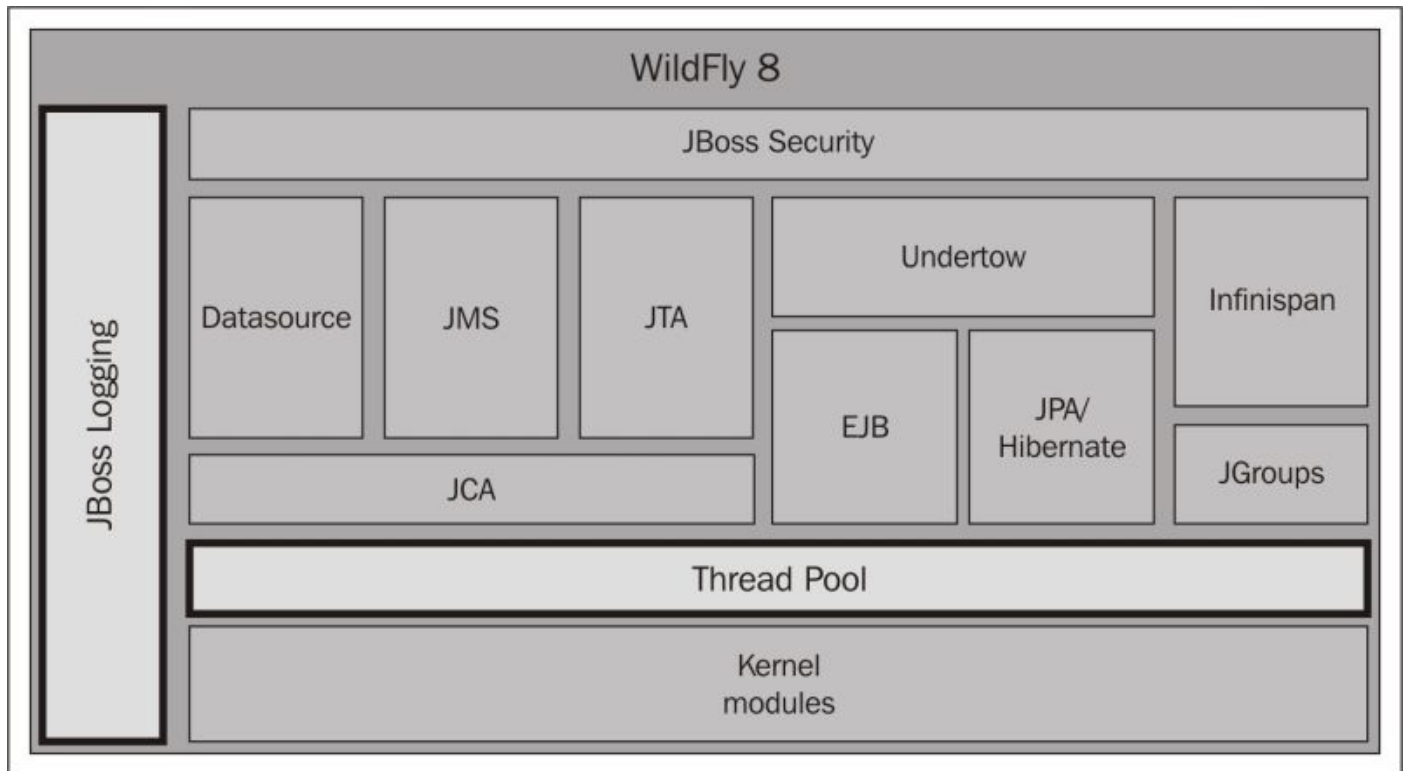 WildFly 8
JBoss Logging
JBoss Security
Datasource
JMS
JTA
Undertow
Infinispan
EJB
JPA/
Hibernate
JCA
JGroups
Thread Pool
Kernel
modules